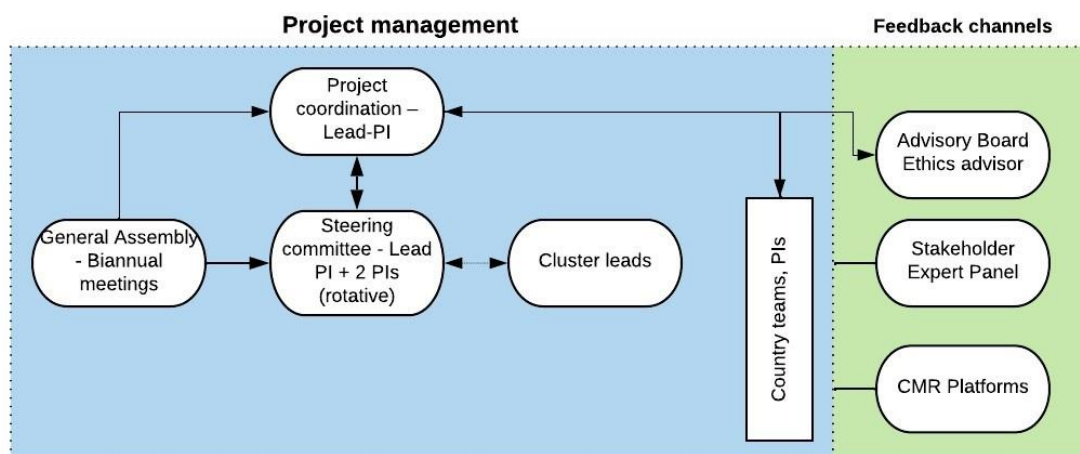 Project management
Feedback channels
Project
coordination –
Lead-PI
Advisory Board
Ethics advisor
General Assembly
- Biannual
meetings
Steering
committee - Lead
PI + 2 PIs
(rotative)
Cluster leads
Country teams, PIs
Stakeholder
Expert Panel
CMR Platforms